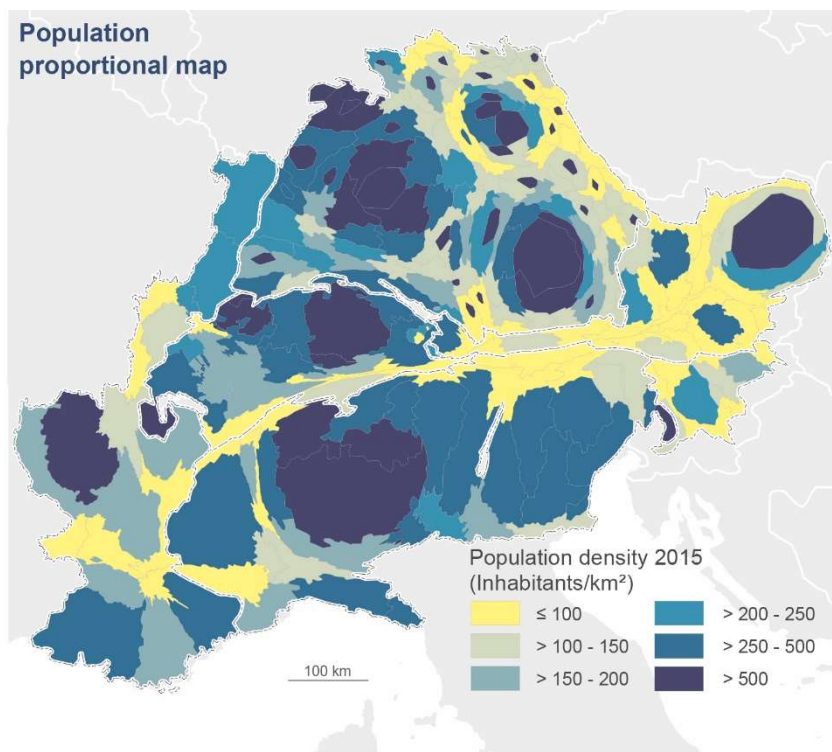 Population
proportional map
Population density 2015
(Inhabitants/km²)
≤ 100
> 100 - 150
> 150 - 200
> 200 - 250
> 250 - 500
> 500
100 km